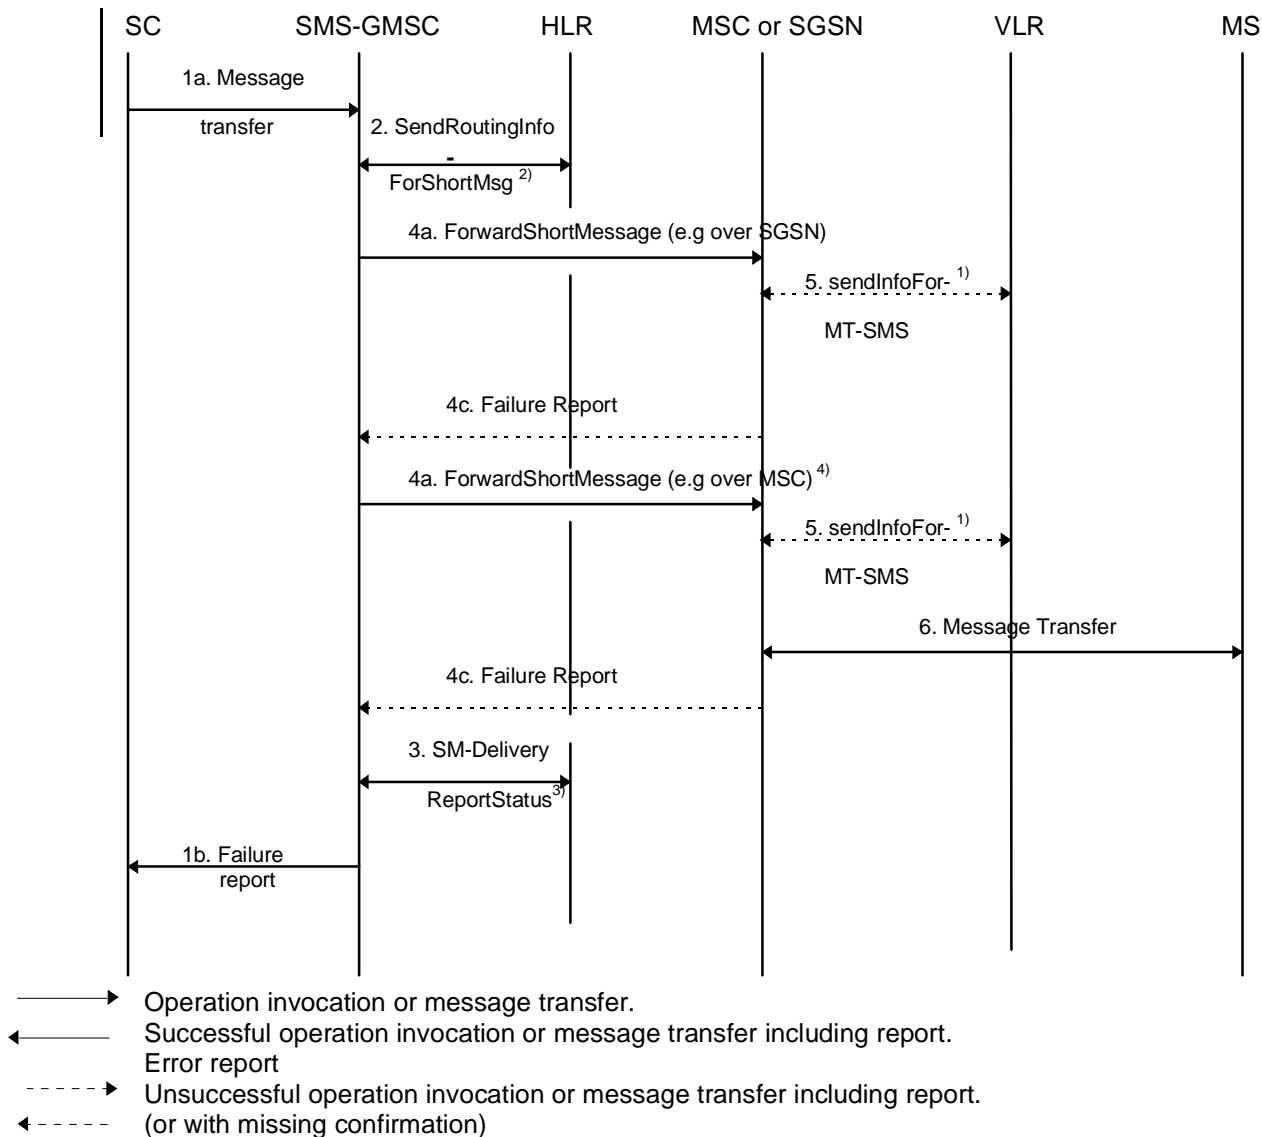 SC SMS-GMSC HLR MSC or SGSN VLR MS
1a. Message
transfer
2. SendRoutingInfo
-
ForShortMsg 2)
4a. ForwardShortMessage (e.g over SGSN)
5. sendInfoFor- 1)
MT-SMS
4c. Failure Report
4a. ForwardShortMessage (e.g over MSC) 4)
5. sendInfoFor- 1)
MT-SMS
6. Message Transfer
4c. Failure Report
3. SM-Delivery
ReportStatus3)
1b. Failure
report
Operation invocation or message transfer.
Successful operation invocation or message transfer including report.
Error report
Unsuccessful operation invocation or message transfer including report.
(or with missing confirmation)